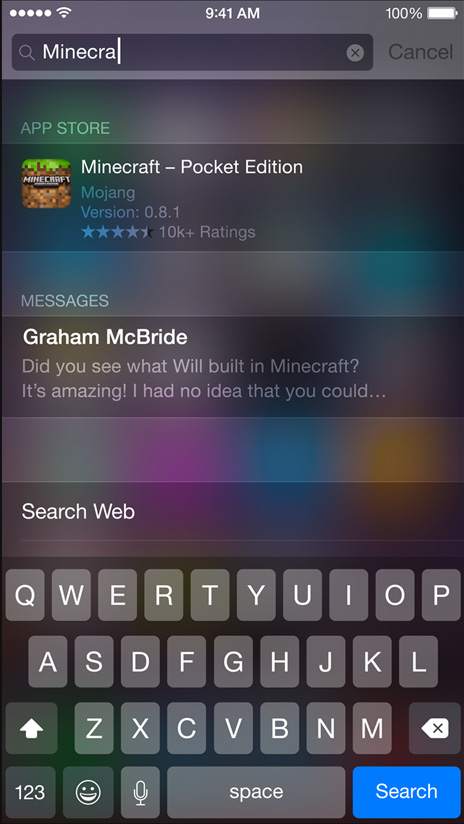 9:41 AM 100%
Minecra Cancel
APP STORE
MINECRAFT
Minecraft – Pocket Edition
Mojang
Version: 0.8.1
★★★★⯨ 10k+ Ratings
MESSAGES
Graham McBride
Did you see what Will built in Minecraft?
It's amazing! I had no idea that you could…
Search Web
Q W E R T Y U I O P
A S D F G H J K L
Z X C V B N M
123 space Search